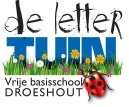 de letter
TUIN
Vrije basisschool
DROESHOUT